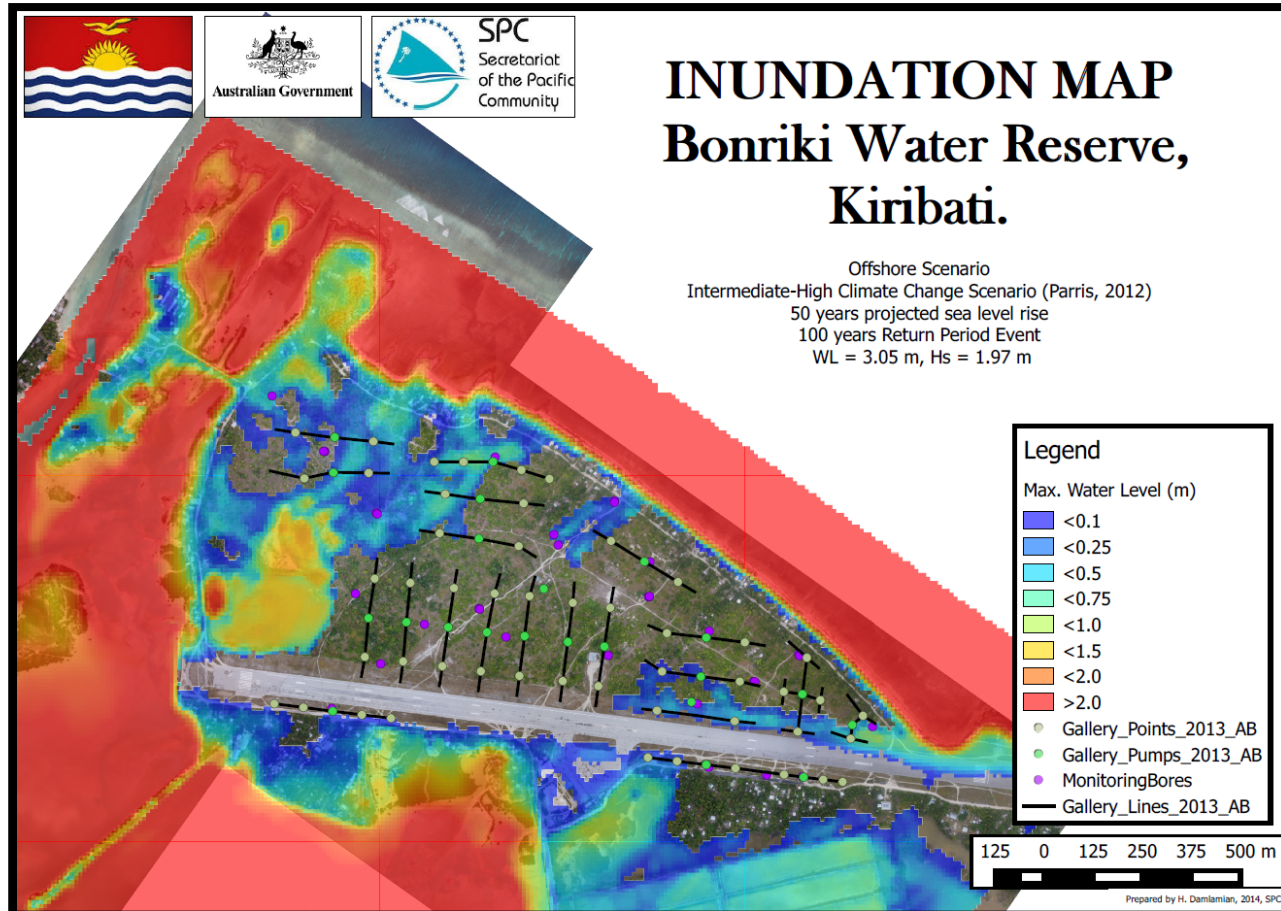 Australian Government
SPC
Secretariat
of the Pacific
Community
INUNDATION MAP
Bonriki Water Reserve,
Kiribati.
Offshore Scenario
Intermediate-High Climate Change Scenario (Parris, 2012)
50 years projected sea level rise
100 years Return Period Event
WL = 3.05 m, Hs = 1.97 m
Legend
Max. Water Level (m)
<0.1
<0.25
<0.5
<0.75
<1.0
<1.5
<2.0
>2.0
Gallery_Points_2013_AB
Gallery_Pumps_2013_AB
MonitoringBores
Gallery_Lines_2013_AB
125 0 125 250 375 500 m
Prepared by H. Damlamian, 2014, SPC